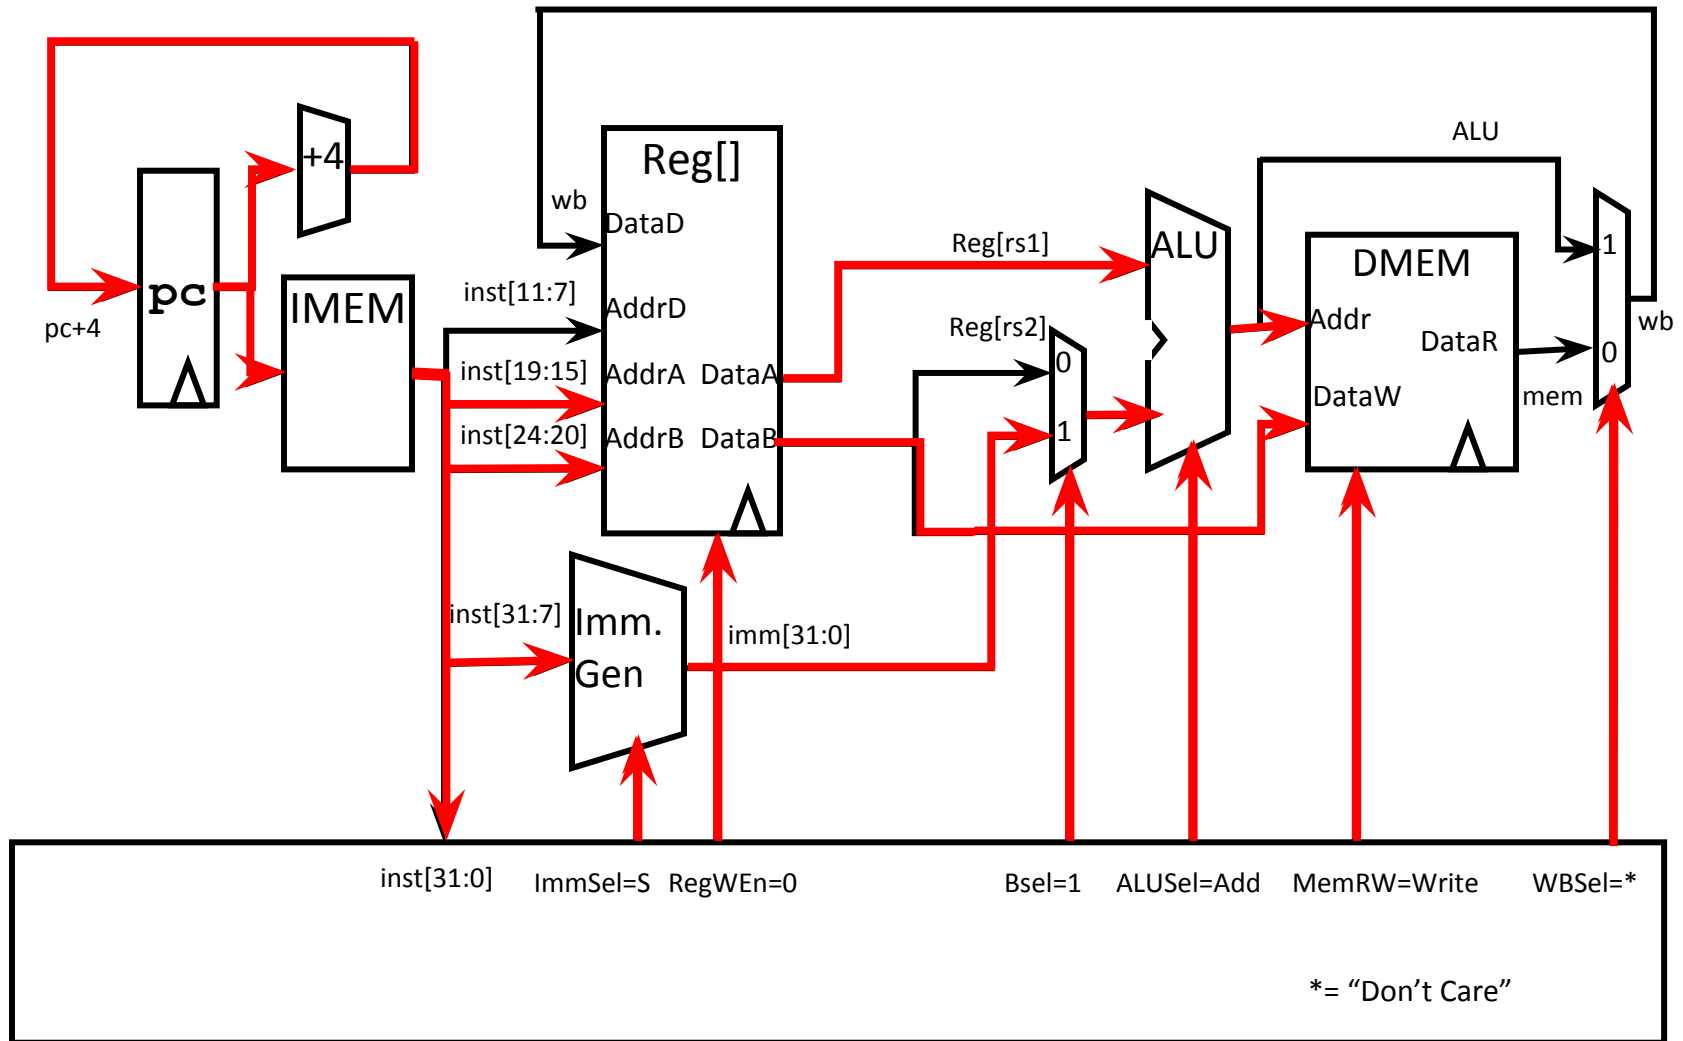 ALU
+4
Reg[]
wb
DataD
Reg[rs1]
ALU
1
DMEM
pc
inst[11:7]
AddrD
IMEM
Reg[rs2]
Addr
wb
pc+4
DataR
0
0
inst[19:15]
AddrA
DataA
DataW
mem
inst[24:20]
AddrB
DataB
1
inst[31:7]
Imm.
Gen
imm[31:0]
inst[31:0]
ImmSel=S
RegWEn=0
Bsel=1
ALUSel=Add
MemRW=Write
WBSel=*
*= “Don’t Care”